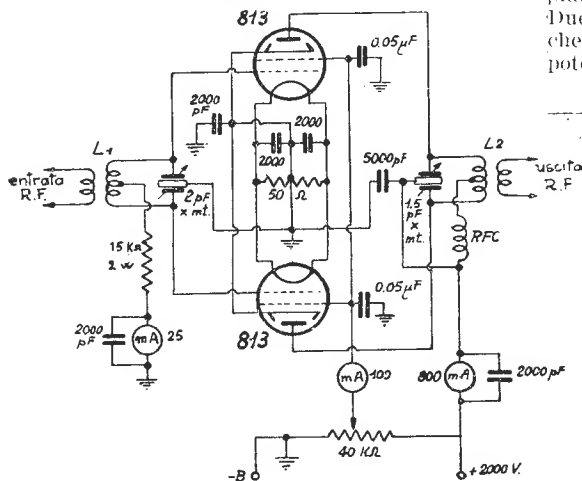 813
Due
che
pote
0.05µF
2000
pF
2000
2000
L1
entrata
R.F.
2 pF
x mt.
50 Ω
5000pF
L2
uscita
R.F.
1.5
pF
x
mt.
RFC
15 KΩ
2 W
2000
pF
mA
25
813
0.05µF
mA
100
800
mA
2000pF
40 KΩ
-B
+2000 V.